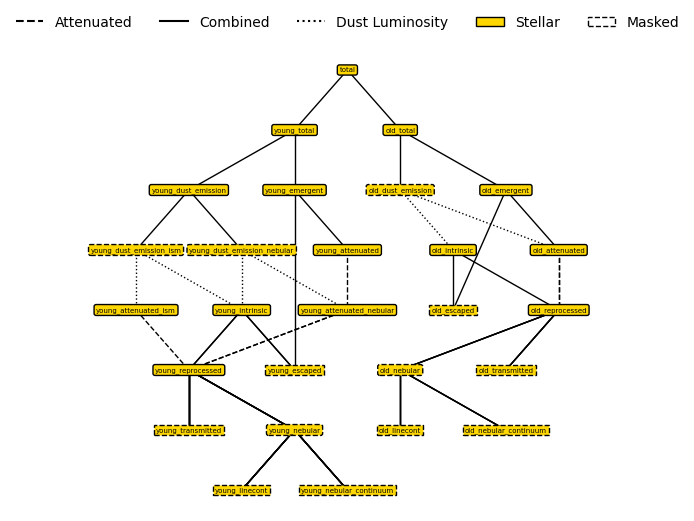 Attenuated Combined Dust Luminosity Stellar Masked
total
young_total old_total
young_dust_emission young_emergent old_dust_emission old_emergent
young_dust_emission_ism young_dust_emission_nebular young_attenuated old_intrinsic old_attenuated
young_attenuated_ism young_intrinsic young_attenuated_nebular old_escaped old_reprocessed
young_reprocessed young_escaped old_nebular old_transmitted
young_transmitted young_nebular old_linecont old_nebular_continuum
young_linecont young_nebular_continuum